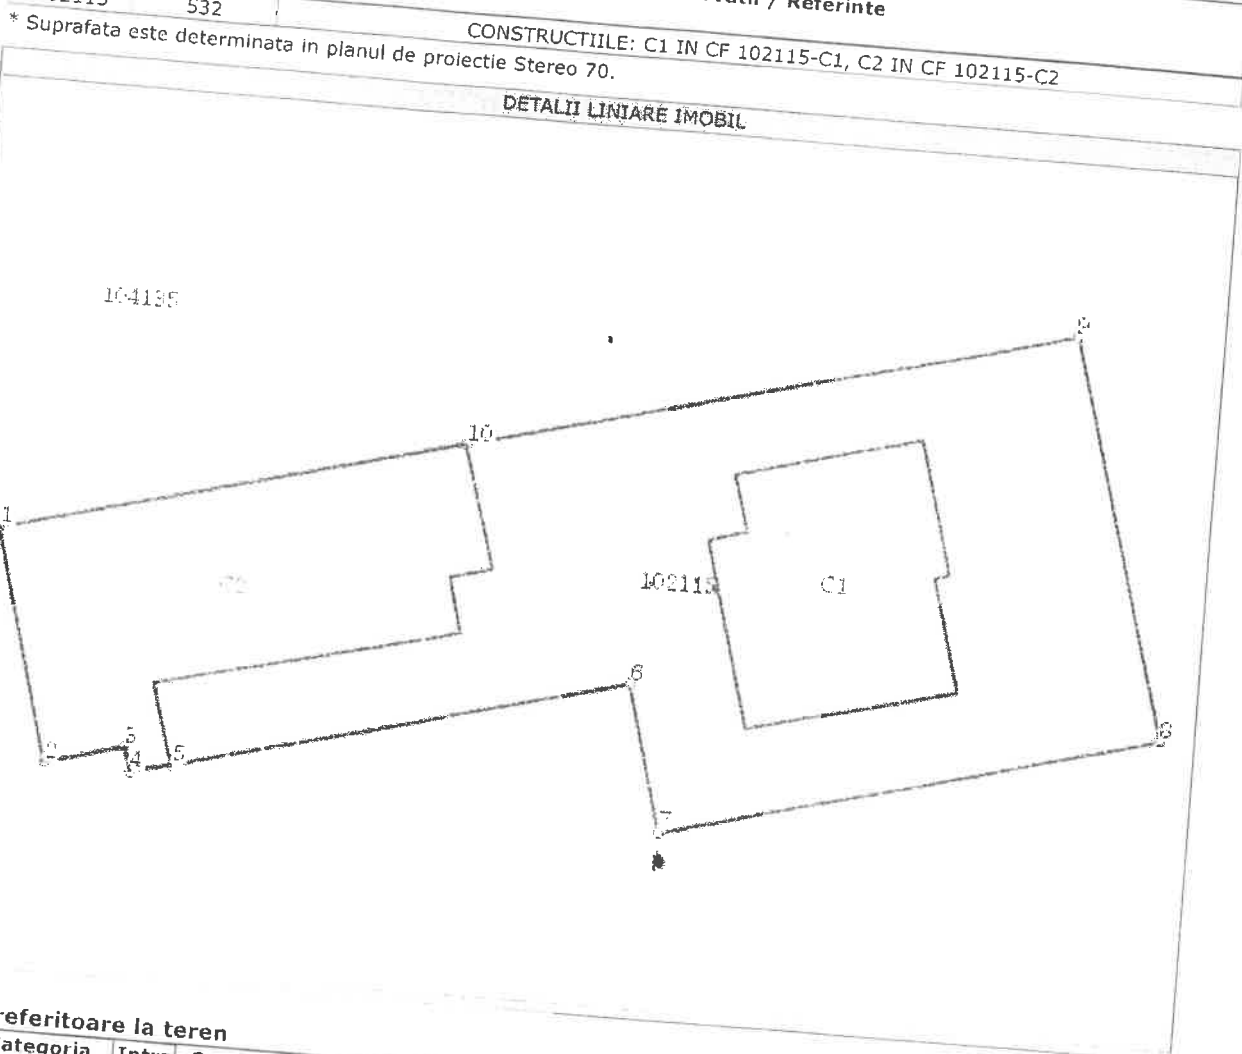 532
/ Referinte
CONSTRUCTIILE: C1 IN CF 102115-C1, C2 IN CF 102115-C2
* Suprafata este determinata in planul de proiectie Stereo 70.
DETALII LINIARE IMOBIL
104135
9
10
1
C2
102115
C1
6
3
2
4
5
8
7
referitoare la teren
ategoria